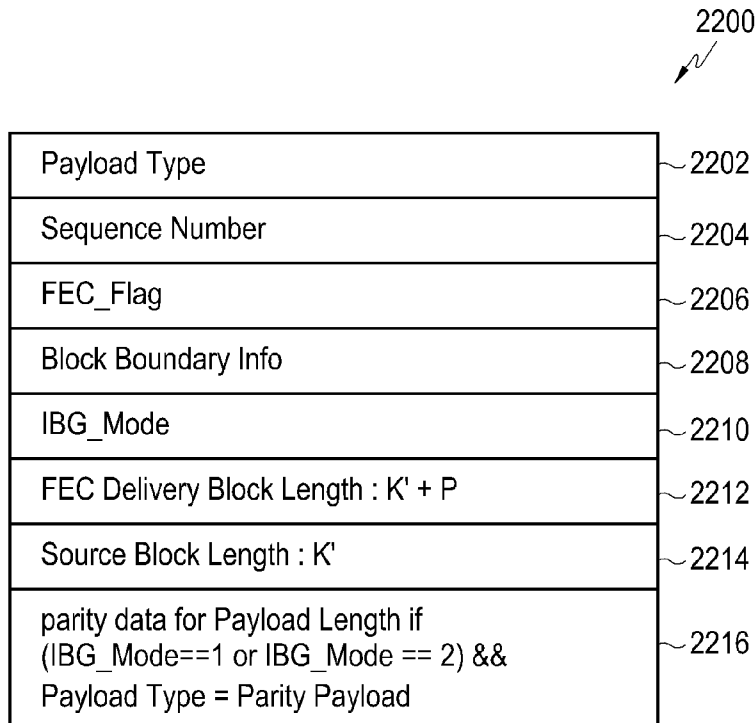 2200
Payload Type
2202
Sequence Number
2204
FEC_Flag
2206
Block Boundary Info
2208
IBG_Mode
2210
FEC Delivery Block Length : K' + P
2212
Source Block Length : K'
2214
parity data for Payload Length if
(IBG_Mode==1 or IBG_Mode == 2) &&
Payload Type = Parity Payload
2216